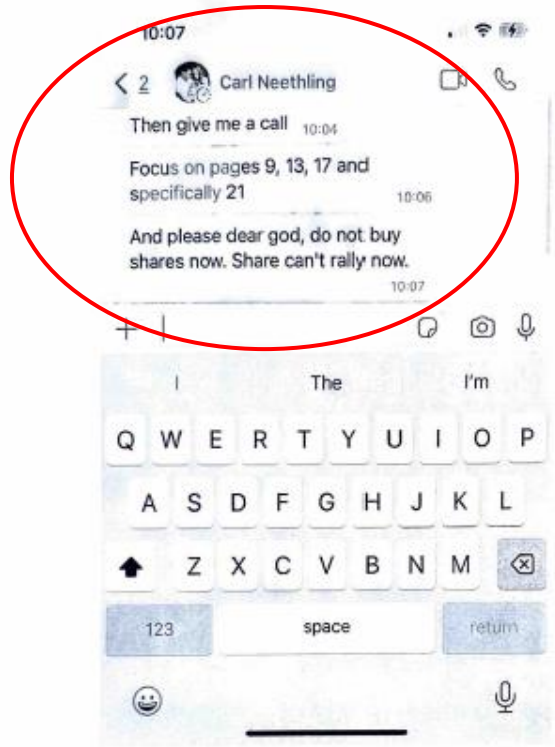 10:07
2 Carl Neethling
Then give me a call 10:04
Focus on pages 9, 13, 17 and
specifically 21 10:06
And please dear god, do not buy
shares now. Share can't rally now.
10:07
I The I'm
Q W E R T Y U I O P
A S D F G H J K L
Z X C V B N M
123 space return